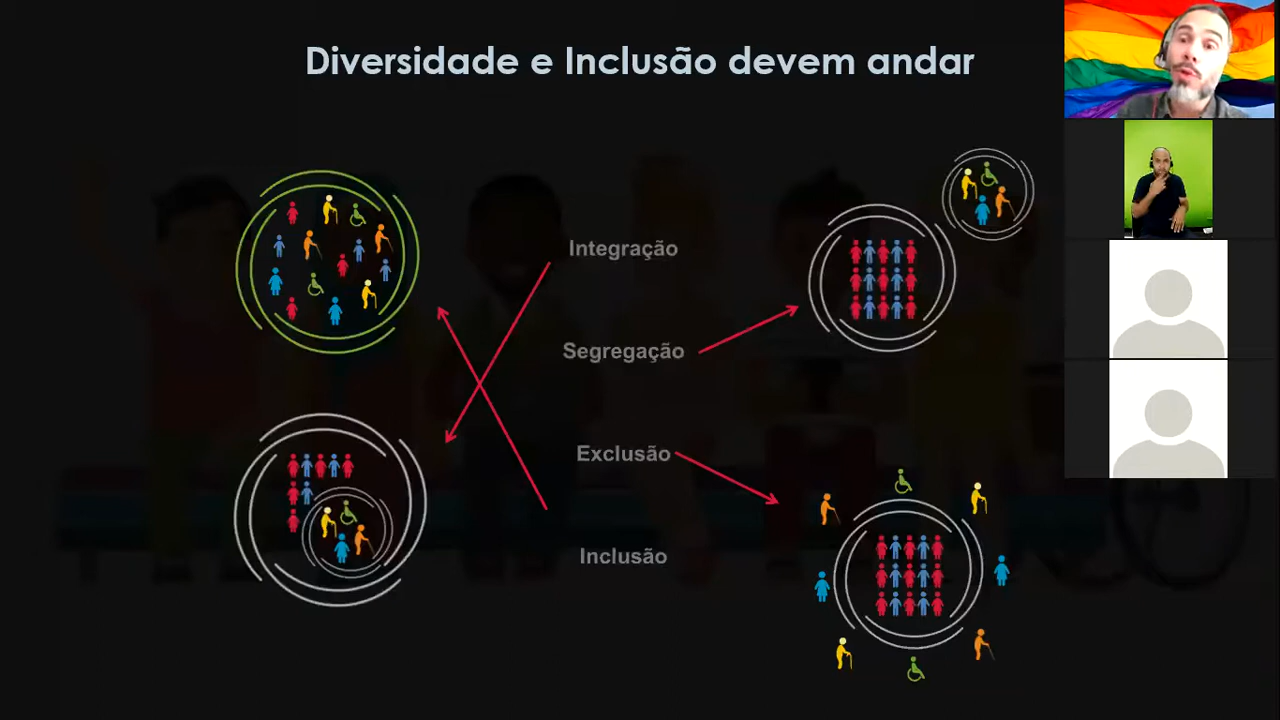 Diversidade e Inclusão devem andar
Integração
Segregação
Exclusão
Inclusão